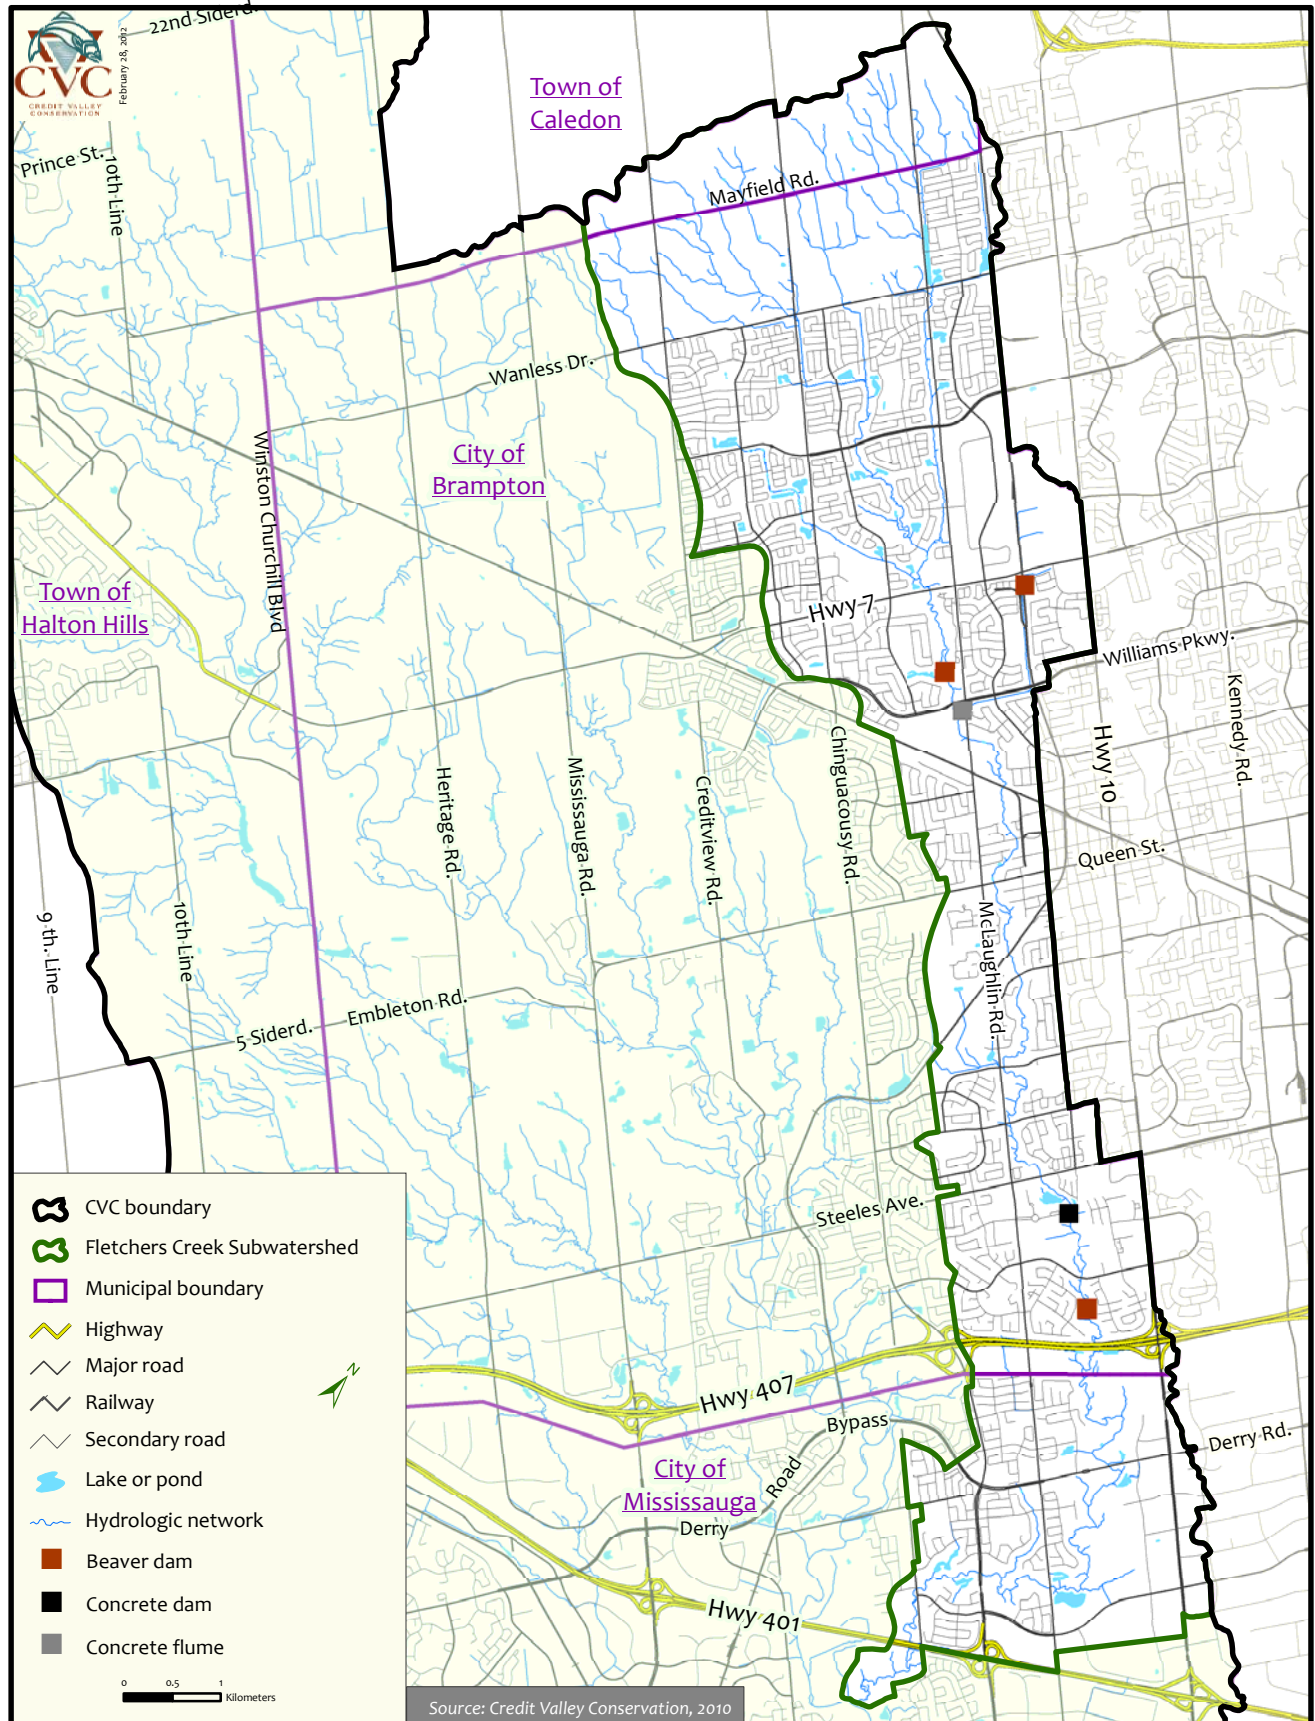 22nd Siderd.
February 28, 2012
CVC
CREDIT VALLEY
CONSERVATION
Town of
Caledon
Prince St.
10th Line
Mayfield Rd.
Wanless Dr.
Winston Churchill Blvd
City of
Brampton
Town of
Halton Hills
Hwy 7
Williams Pkwy.
Kennedy Rd.
Hwy 10
Chinguacousy Rd.
Creditview Rd.
Mississauga Rd.
Heritage Rd.
Queen St.
McLaughlin Rd.
9 th. Line
10th Line
5 Siderd.
Embleton Rd.
Steeles Ave.
CVC boundary
Fletchers Creek Subwatershed
Municipal boundary
Highway
Major road
Railway
Secondary road
Lake or pond
Hydrologic network
Beaver dam
Concrete dam
Concrete flume
N
0 0.5 1
Kilometers
Hwy 407
Bypass
Derry Rd.
City of
Mississauga
Road
Derry
Hwy 401
Source: Credit Valley Conservation, 2010